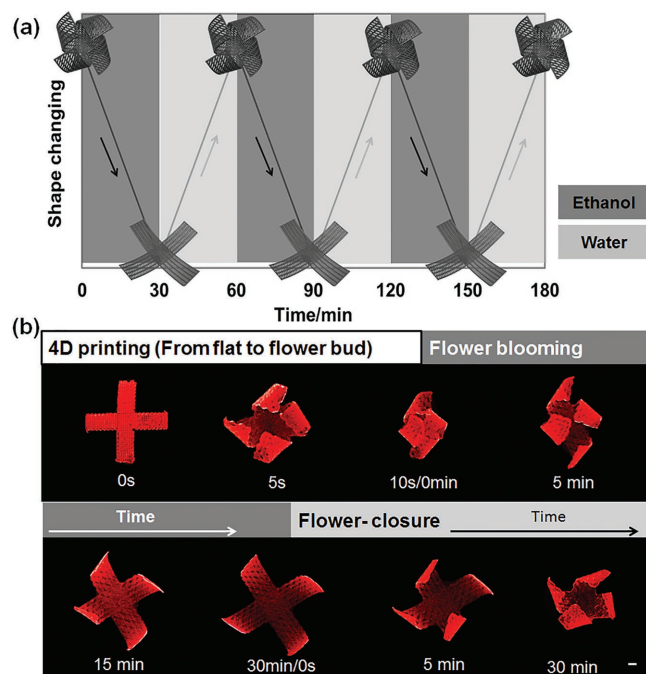 (a)
Shape changing
Ethanol
Water
0 30 60 90 120 150 180
Time/min
(b)
4D printing (From flat to flower bud) Flower blooming
0s 5s 10s/0min 5 min
Time Flower-closure Time
15 min 30min/0s 5 min 30 min